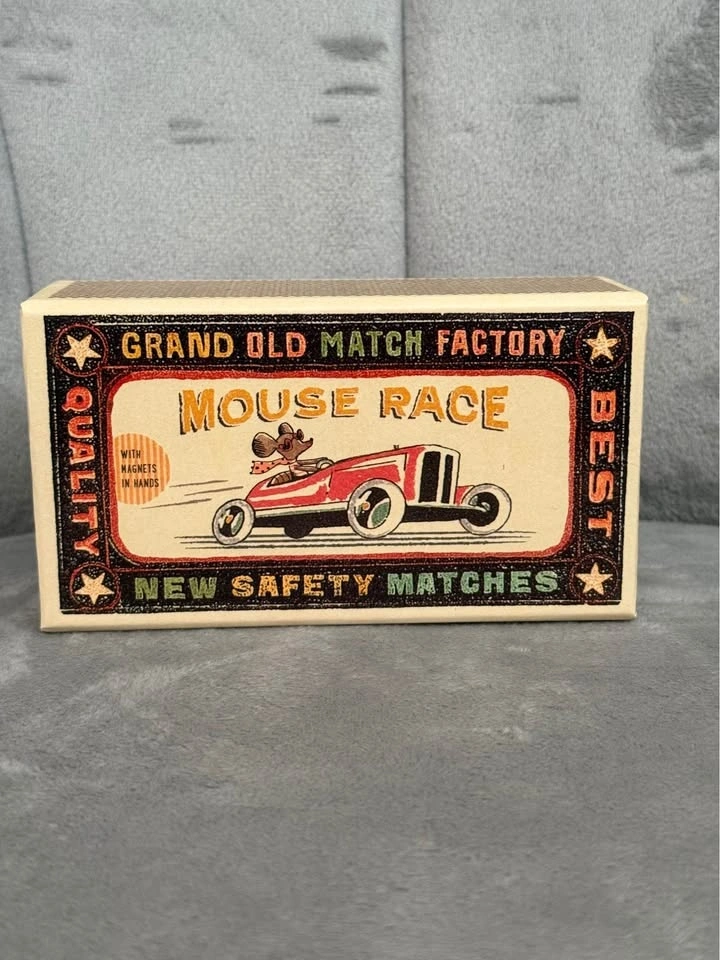 GRAND OLD MATCH FACTORY
QUALITY
MOUSE RACE
WITH
MAGNETS
IN HANDS
BEST
NEW SAFETY MATCHES